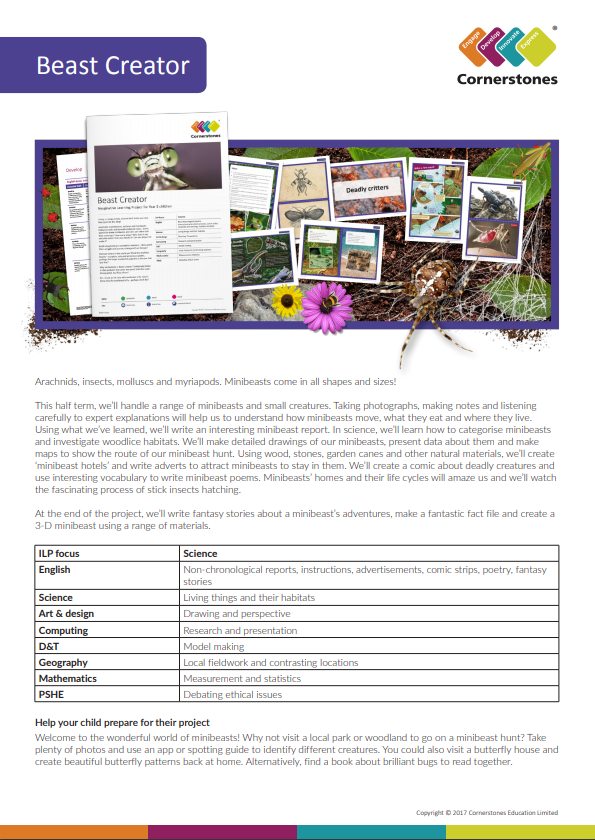 Beast Creator
Engage
Develop
Innovate
Express
®
Cornerstones
Develop
Cornerstones
Beast Creator
Imaginative Learning Project for Year 5 children
Deadly critters
Arachnids, insects, molluscs and myriapods. Minibeasts come in all shapes and sizes!
This half term, we’ll handle a range of minibeasts and small creatures. Taking photographs, making notes and listening
carefully to expert explanations will help us to understand how minibeasts move, what they eat and where they live.
Using what we’ve learned, we’ll write an interesting minibeast report. In science, we’ll learn how to categorise minibeasts
and investigate woodlice habitats. We’ll make detailed drawings of our minibeasts, present data about them and make
maps to show the route of our minibeast hunt. Using wood, stones, garden canes and other natural materials, we’ll create
‘minibeast hotels’ and write adverts to attract minibeasts to stay in them. We’ll create a comic about deadly creatures and
use interesting vocabulary to write minibeast poems. Minibeasts’ homes and their life cycles will amaze us and we’ll watch
the fascinating process of stick insects hatching.
At the end of the project, we’ll write fantasy stories about a minibeast’s adventures, make a fantastic fact file and create a
3-D minibeast using a range of materials.
ILP focus Science
English Non-chronological reports, instructions, advertisements, comic strips, poetry, fantasy
stories
Science Living things and their habitats
Art & design Drawing and perspective
Computing Research and presentation
D&T Model making
Geography Local fieldwork and contrasting locations
Mathematics Measurement and statistics
PSHE Debating ethical issues
Help your child prepare for their project
Welcome to the wonderful world of minibeasts! Why not visit a local park or woodland to go on a minibeast hunt? Take
plenty of photos and use an app or spotting guide to identify different creatures. You could also visit a butterfly house and
create beautiful butterfly patterns back at home. Alternatively, find a book about brilliant bugs to read together.
Copyright © 2017 Cornerstones Education Limited